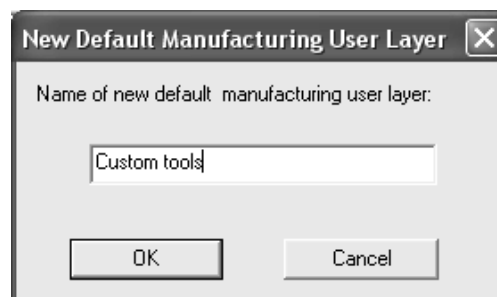 New Default Manufacturing User Layer
Name of new default manufacturing user layer:
Custom tools
OK Cancel